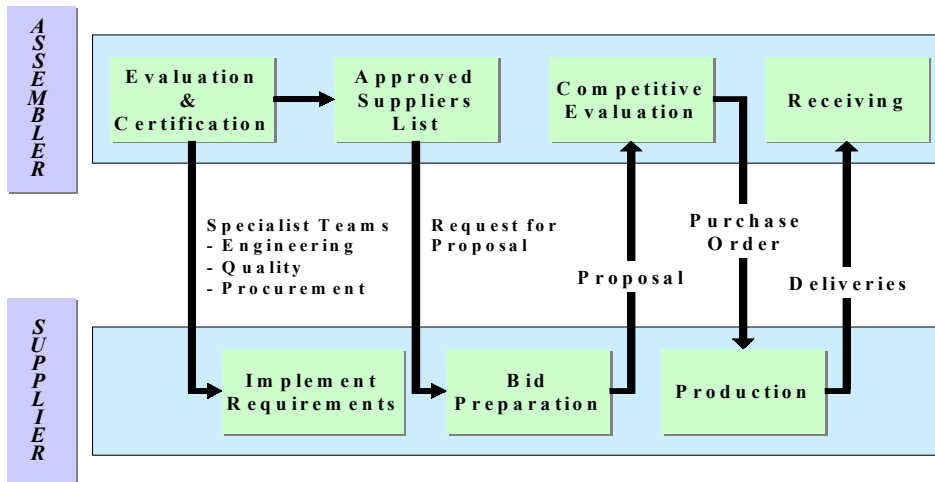 ASSEMBLER
Evaluation
&
Certification
Approved
Suppliers
List
Competitive
Evaluation
Receiving
Specialist Teams
- Engineering
- Quality
- Procurement
Request for
Proposal
Proposal
Purchase
Order
Deliveries
SUPPLIER
Implement
Requirements
Bid
Preparation
Production